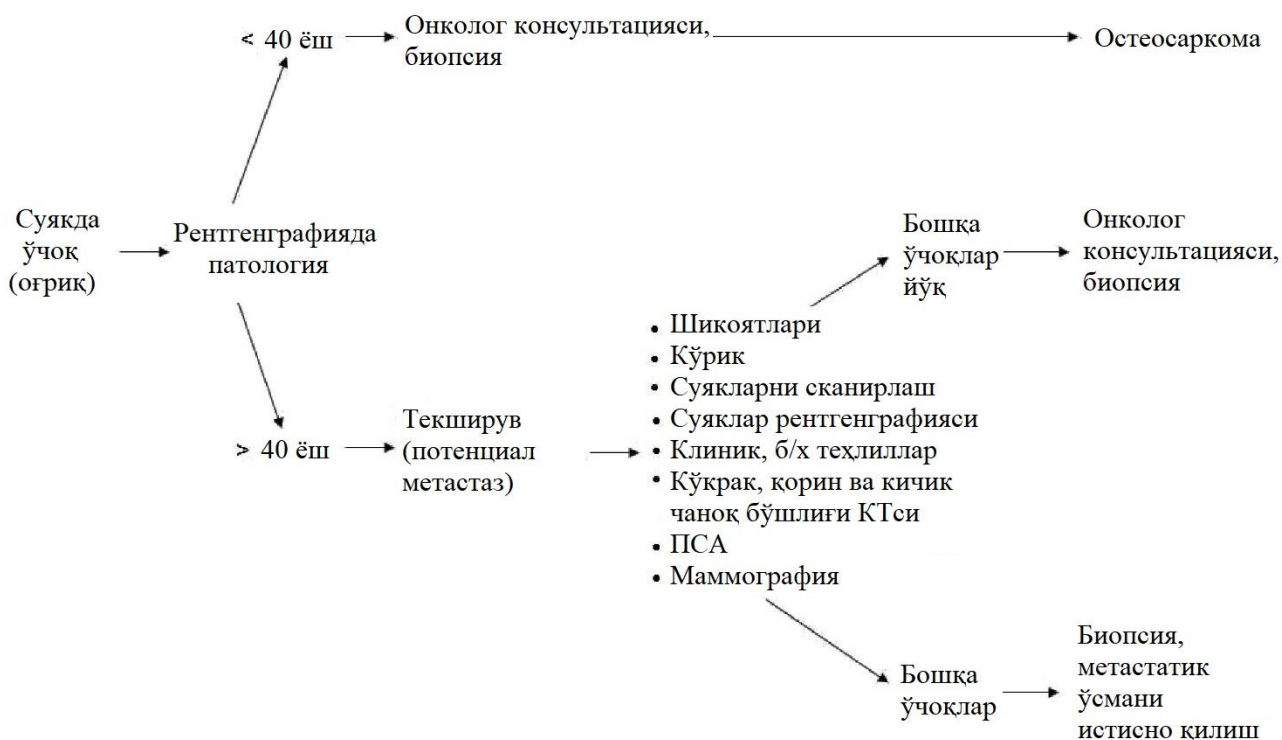 < 40 ёш
Онколог консультацияси,
биопсия
Остеосаркома
Суякда
ўчоқ
(оғриқ)
Рентгенографияда
патология
> 40 ёш
Текширув
(потенциал
метастаз)
• Шикоятлари
• Кўрик
• Суякларни сканирлаш
• Суяклар рентгенграфияси
• Клиник, б/х теҳлиллар
• Кўкрак, қорин ва кичик
чаноқ бўшлиғи КТси
• ПСА
• Маммография
Бошқа
ўчоқлар
йўқ
Онколог
консультацияси,
биопсия
Бошқа
ўчоқлар
Биопсия,
метастатик
ўсмани
истисно қилиш